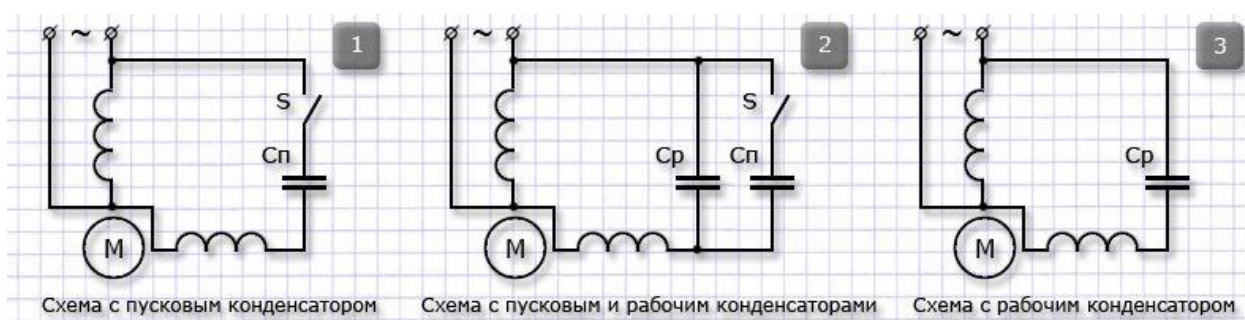 ~ 1
S
Сп
М
Схема с пусковым конденсатором
~ 2
S
Ср Сп
М
Схема с пусковым и рабочим конденсаторами
~ 3
Ср
М
Схема с рабочим конденсатором